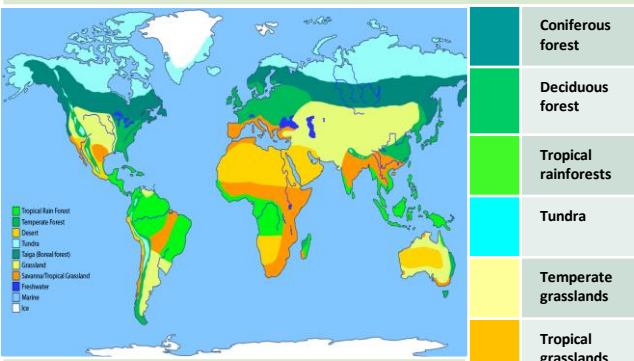 Tropical Rain Forest
Temperate Forest
Desert
Tundra
Taiga (Boreal forest)
Grassland
Savanna/Tropical Grassland
Freshwater
Marine
Ice
Coniferous
forest
Deciduous
forest
Tropical
rainforests
Tundra
Temperate
grasslands
Tropical
grasslands